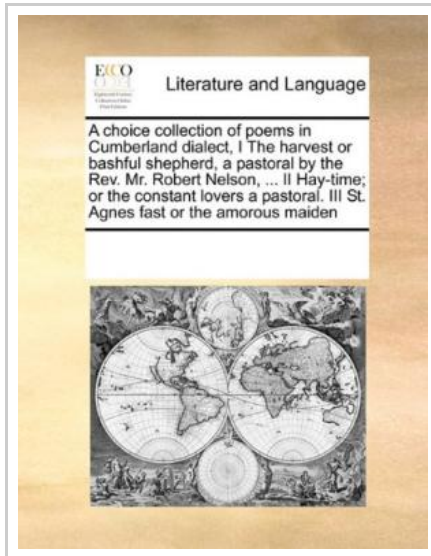 ECCO
Literature and Language
A choice collection of poems in
Cumberland dialect, I The harvest or
bashful shepherd, a pastoral by the
Rev. Mr. Robert Nelson, ... II Hay-time;
or the constant lovers a pastoral. III St.
Agnes fast or the amorous maiden